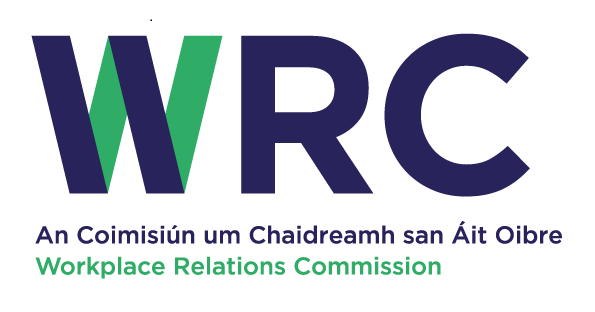 WRC
An Coimisiún um Chaidreamh san Áit Oibre
Workplace Relations Commission